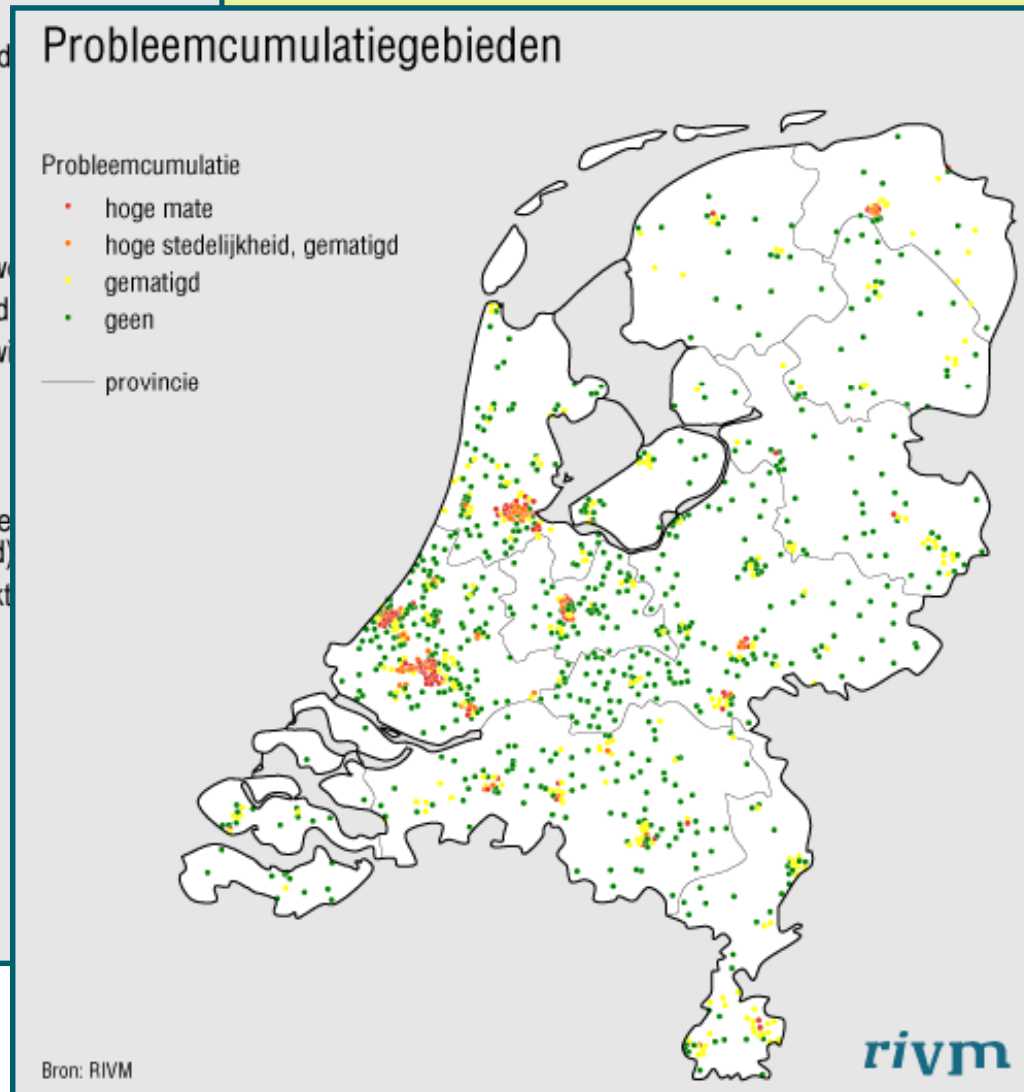 Probleemcumulatiegebieden
Probleemcumulatie
hoge mate
hoge stedelijkheid, gematigd
gematigd
geen
provincie
Bron: RIVM
rivm